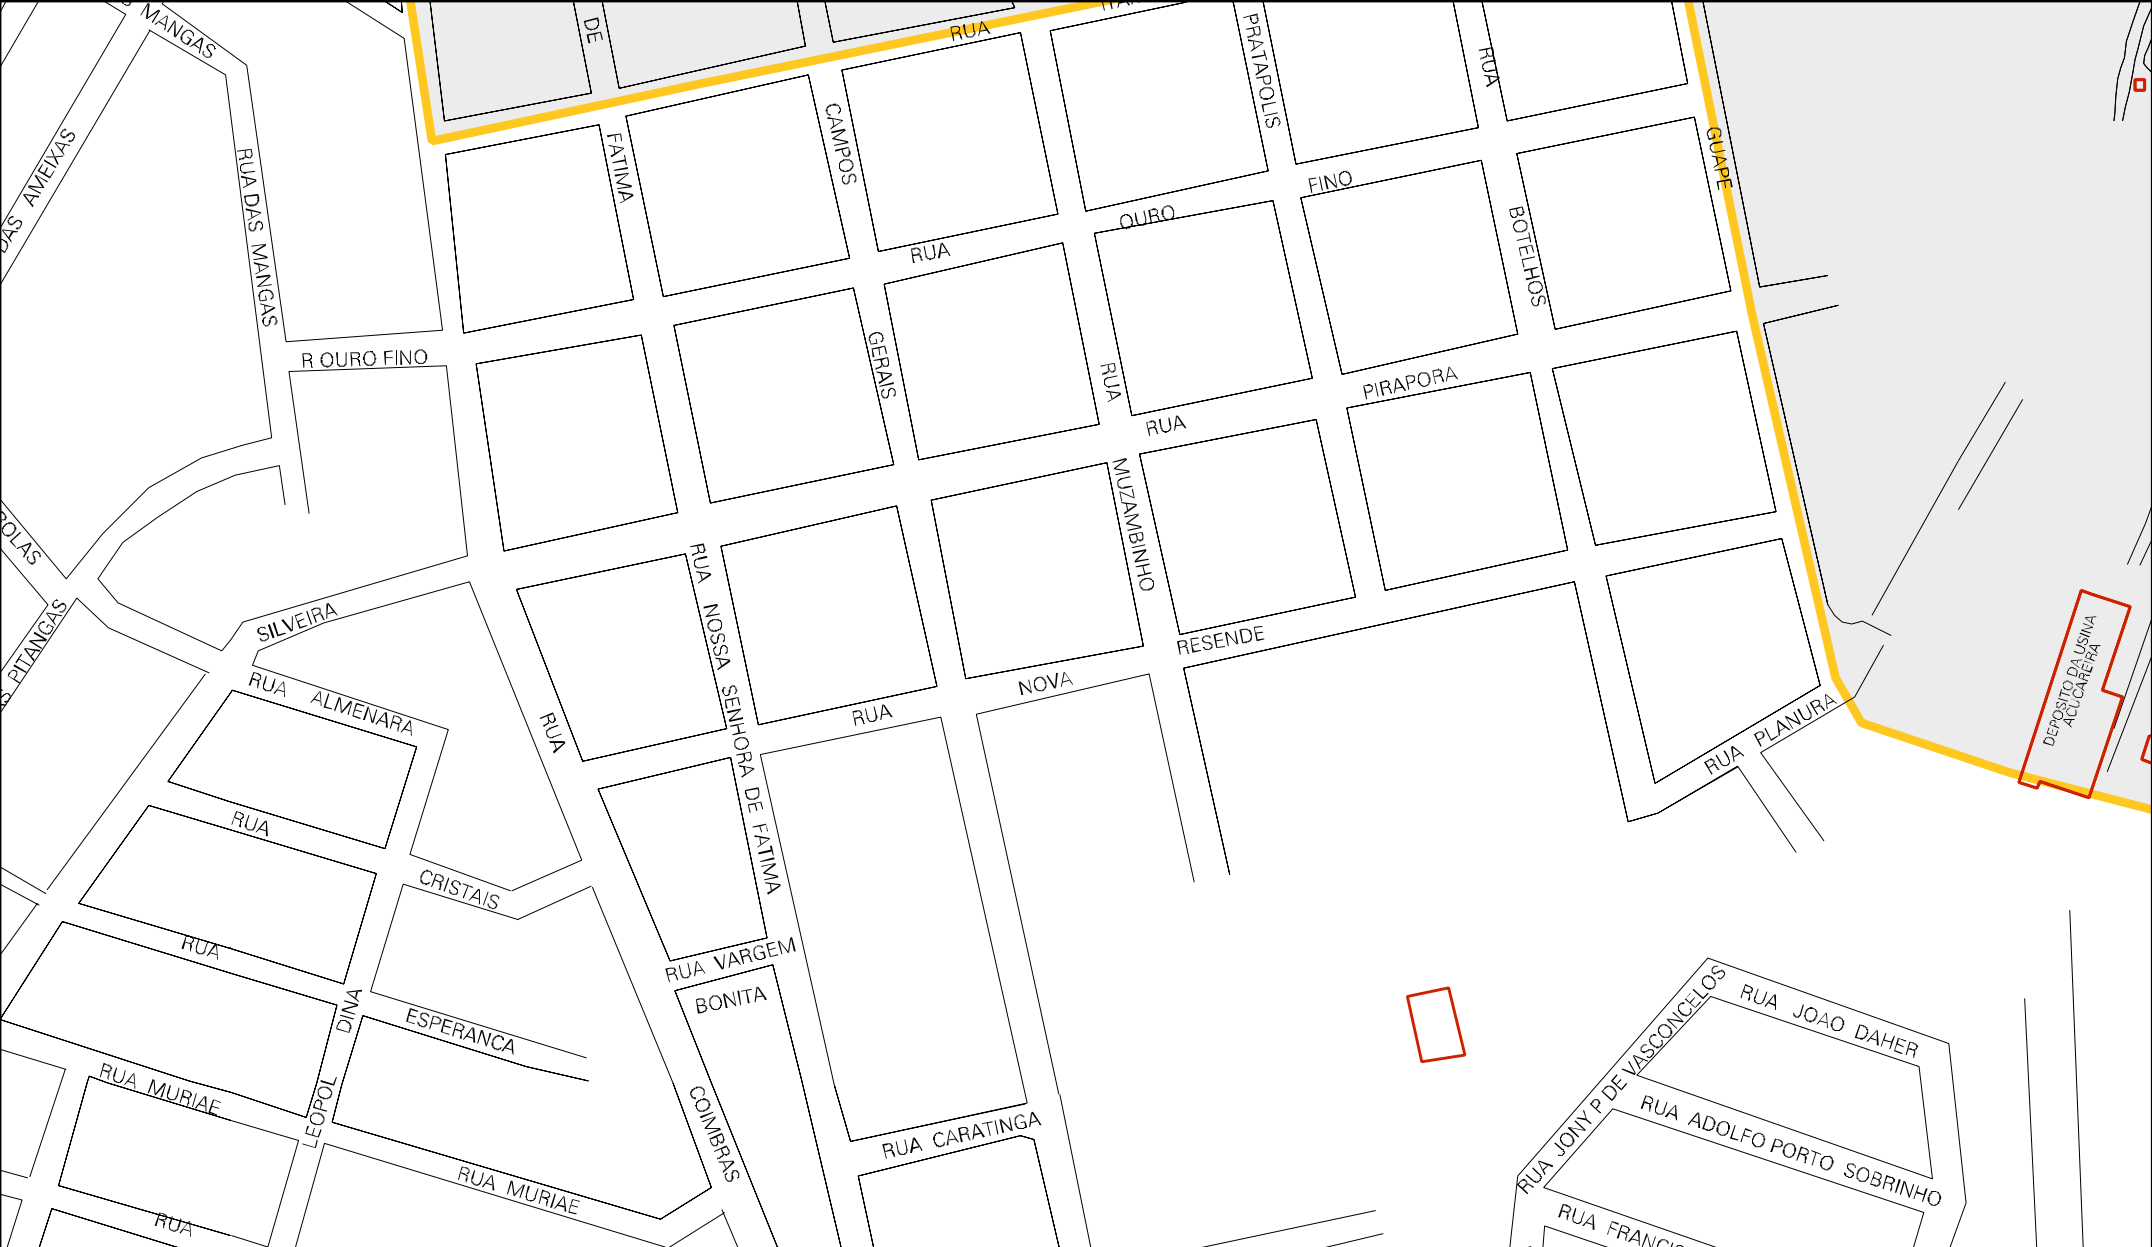 MANGAS
DE
RUA
PRATAPOLIS
RUA
DAS AMEIXAS
RUA DAS MANGAS
FATIMA
CAMPOS
FINO
GUAPE
OURO
RUA
BOTELHOS
R OURO FINO
GERAIS
RUA
PIRAPORA
RUA
MUZAMBINHO
PITANGAS
SILVEIRA
RUA NOSSA SENHORA DE FATIMA
RESENDE
NOVA
RUA
RUA ALMENARA
RUA
RUA PLANURA
DEPOSITO DA USINA
ACUCAREIRA
RUA
CRISTAIS
RUA
RUA VARGEM
BONITA
LEOPOL DINA
ESPERANCA
RUA MURIAE
COIMBRAS
RUA CARATINGA
RUA MURIAE
RUA
RUA JONY P DE VASCONCELOS
RUA JOAO DAHER
RUA ADOLFO PORTO SOBRINHO
RUA